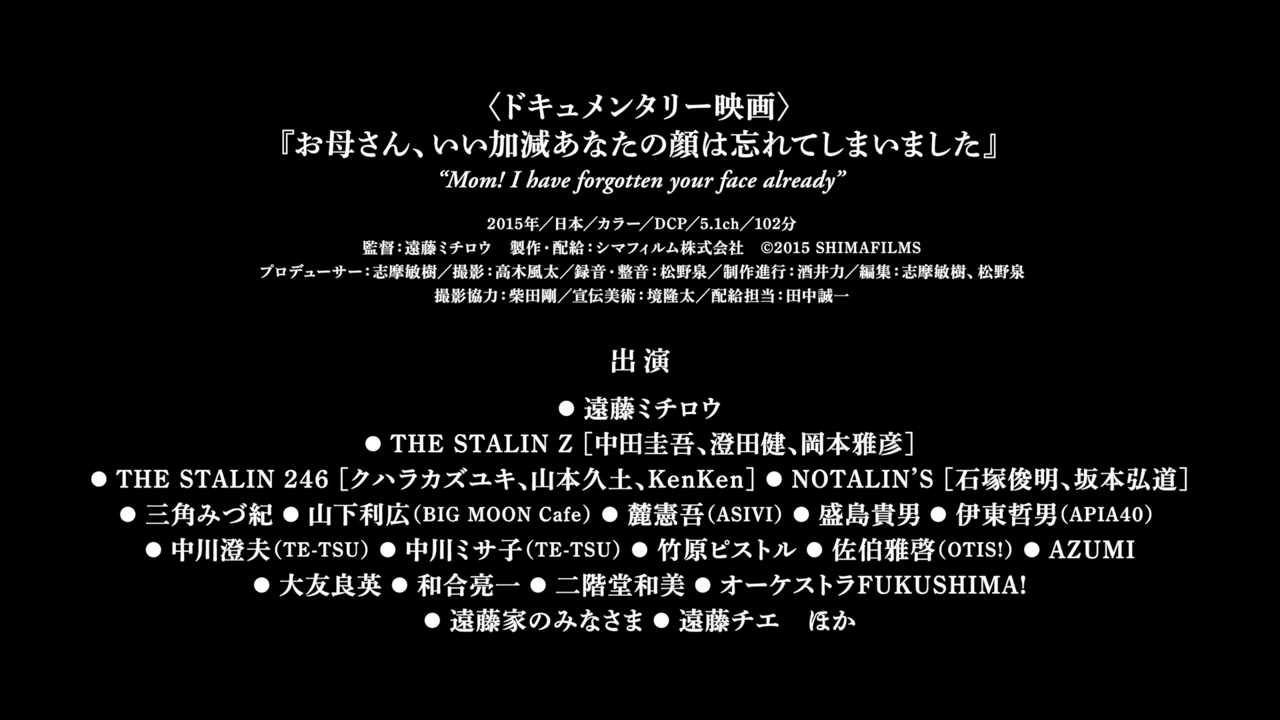 〈ドキュメンタリー映画〉
『お母さん、いい加減あなたの顔は忘れてしまいました』
“Mom! I have forgotten your face already”
2015年／日本／カラー／DCP／5.1ch／102分
監督：遠藤ミチロウ　製作・配給：シマフィルム株式会社　©2015 SHIMAFILMS
プロデューサー：志摩敏樹／撮影：高木風太／録音・整音：松野泉／制作進行：酒井力／編集：志摩敏樹、松野泉
撮影協力：柴田剛／宣伝美術：境隆太／配給担当：田中誠一
出演
● 遠藤ミチロウ
● THE STALIN Z［中田圭吾、澄田健、岡本雅彦］
● THE STALIN 246［クハラカズユキ、山本久土、KenKen］● NOTALIN’S［石塚俊明、坂本弘道］
● 三角みづ紀 ● 山下利広（BIG MOON Cafe）● 麓憲吾（ASIVI）● 盛島貴男 ● 伊東哲男（APIA40）
● 中川澄夫（TE-TSU）● 中川ミサ子（TE-TSU）● 竹原ピストル ● 佐伯雅啓（OTIS!）● AZUMI
● 大友良英 ● 和合亮一 ● 二階堂和美 ● オーケストラFUKUSHIMA!
● 遠藤家のみなさま ● 遠藤チエ　ほか